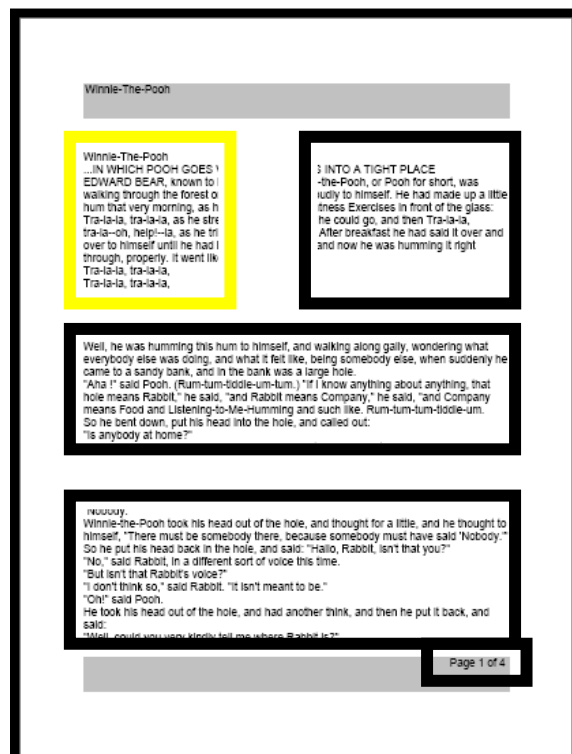 Winnie-The-Pooh
Winnie-The-Pooh
...IN WHICH POOH GOES
EDWARD BEAR, known to
walking through the forest
hum that very morning, as
Tra-la-la, tra-la-la, as he stre
tra-la--oh, help!--la, as he tri
over to himself until he had
through, properly. It went lik
Tra-la-la, tra-la-la,
Tra-la-la, tra-la-la,
INTO A TIGHT PLACE
-the-Pooh, or Pooh for short, was
udly to himself. He had made up a little
tness Exercises in front of the glass:
he could go, and then Tra-la-la,
After breakfast he had said it over and
and now he was humming it right
Well, he was humming this hum to himself, and walking along gaily, wondering what
everybody else was doing, and what it felt like, being somebody else, when suddenly he
came to a sandy bank, and in the bank was a large hole.
"Aha !" said Pooh. (Rum-tum-tiddle-um-tum.) "If I know anything about anything, that
hole means Rabbit," he said, "and Rabbit means Company," he said, "and Company
means Food and Listening-to-Me-Humming and such like. Rum-tum-tum-tiddle-um.
So he bent down, put his head into the hole, and called out:
"Is anybody at home?"
"Nobody."
Winnie-the-Pooh took his head out of the hole, and thought for a little, and he thought to
himself, "There must be somebody there, because somebody must have said 'Nobody.'"
So he put his head back in the hole, and said: "Hallo, Rabbit, isn't that you?"
"No," said Rabbit, in a different sort of voice this time.
"But isn't that Rabbit's voice?"
"I don't think so," said Rabbit. "It isn't meant to be."
"Oh!" said Pooh.
He took his head out of the hole, and had another think, and then he put it back, and
said:
"Well, could you very kindly tell me where Rabbit is?"
Page 1 of 4